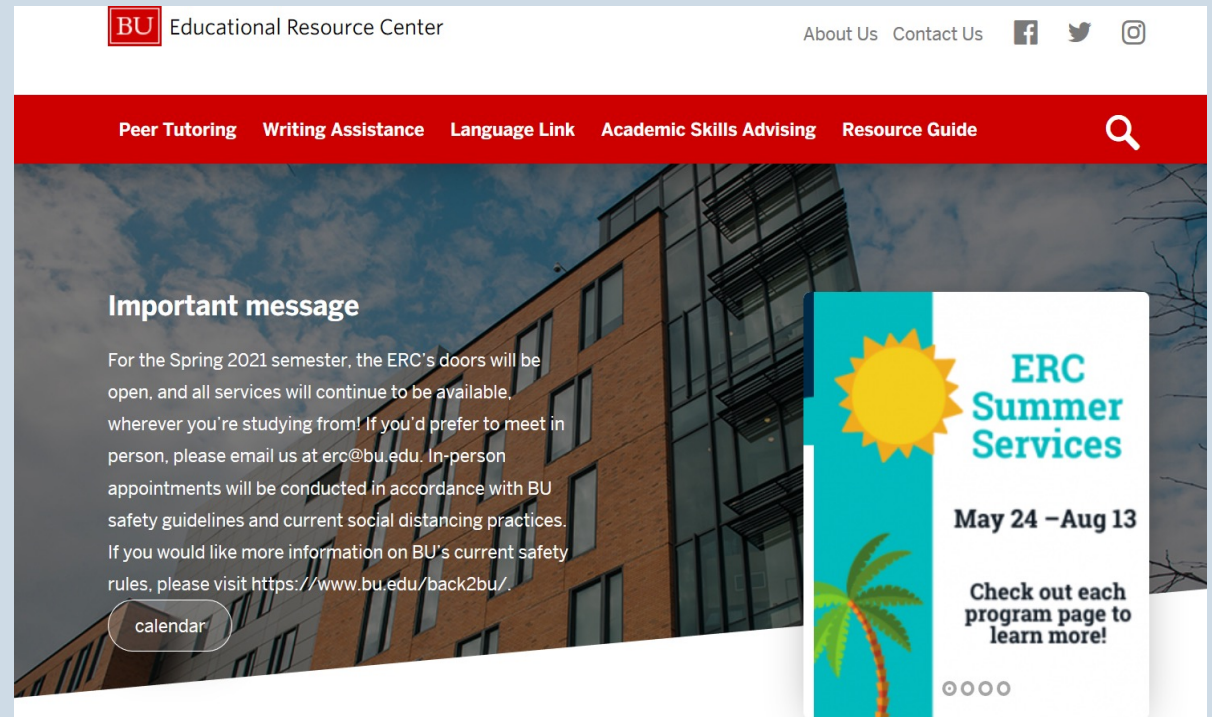 BU Educational Resource Center
About Us Contact Us
Peer Tutoring Writing Assistance Language Link Academic Skills Advising Resource Guide
Important message
For the Spring 2021 semester, the ERC's doors will be
open, and all services will continue to be available,
wherever you're studying from! If you'd prefer to meet in
person, please email us at erc@bu.edu. In-person
appointments will be conducted in accordance with BU
safety guidelines and current social distancing practices.
If you would like more information on BU's current safety
rules, please visit https://www.bu.edu/back2bu/.
calendar
ERC
Summer
Services
May 24 –Aug 13
Check out each
program page to
learn more!